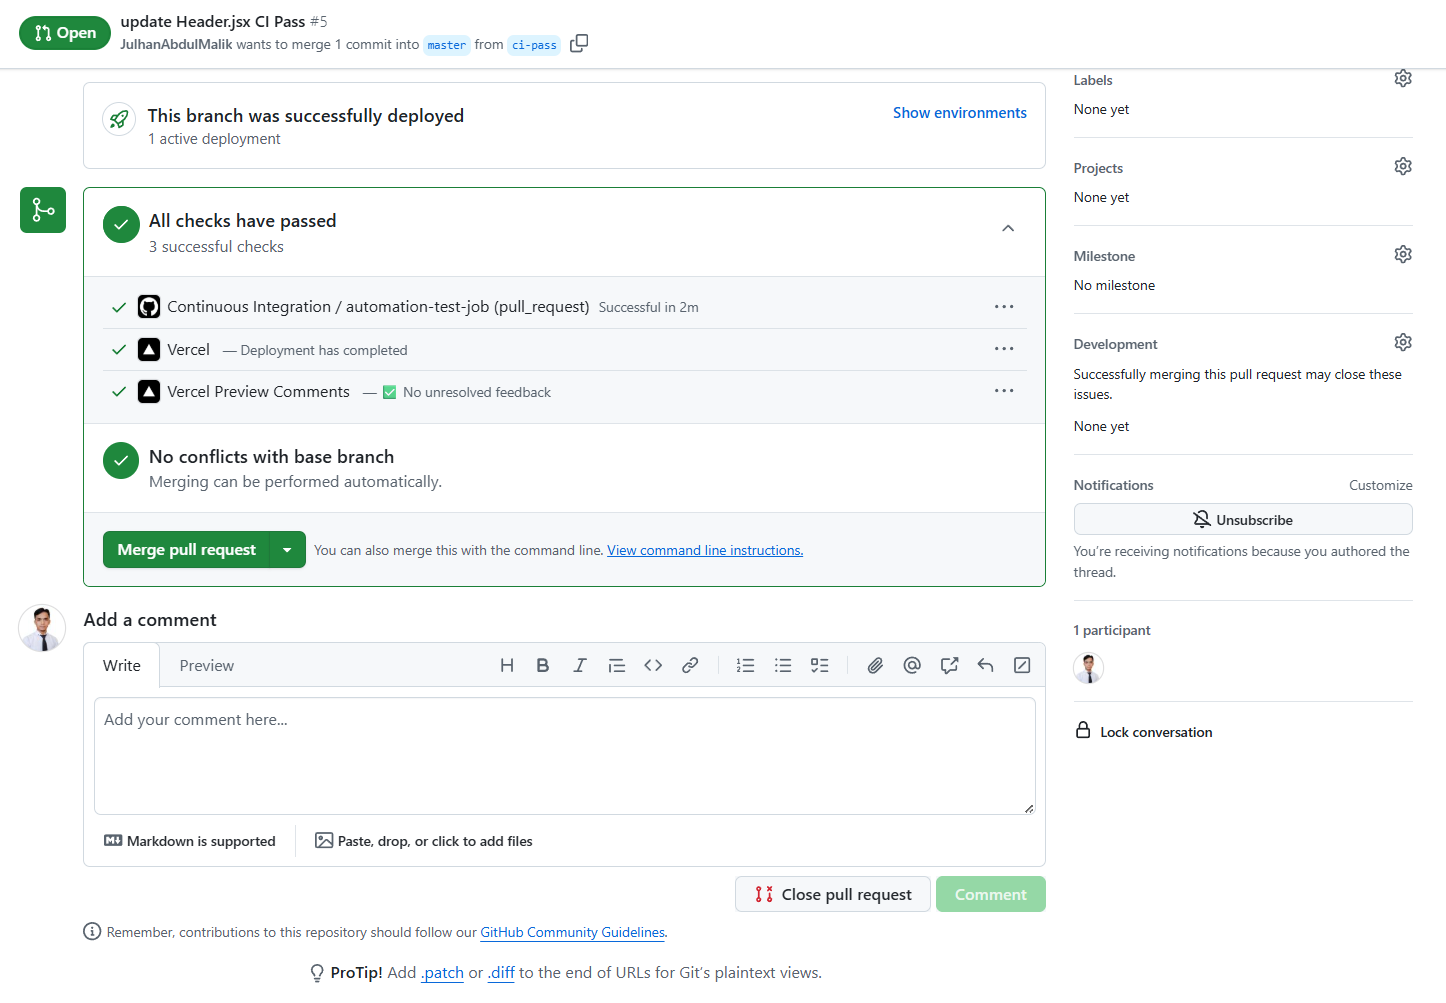 Open
update Header.jsx CI Pass #5
JulhanAbdulMalik wants to merge 1 commit into master from ci-pass
This branch was successfully deployed
1 active deployment
Show environments
All checks have passed
3 successful checks
Continuous Integration / automation-test-job (pull_request) Successful in 2m
Vercel — Deployment has completed
Vercel Preview Comments — ✅ No unresolved feedback
No conflicts with base branch
Merging can be performed automatically.
Merge pull request
You can also merge this with the command line. View command line instructions.
Add a comment
Write
Preview
Add your comment here...
Markdown is supported
Paste, drop, or click to add files
Close pull request
Comment
Remember, contributions to this repository should follow our GitHub Community Guidelines.
ProTip! Add .patch or .diff to the end of URLs for Git's plaintext views.
Labels
None yet
Projects
None yet
Milestone
No milestone
Development
Successfully merging this pull request may close these
issues.
None yet
Notifications
Customize
Unsubscribe
You're receiving notifications because you authored the
thread.
1 participant
Lock conversation